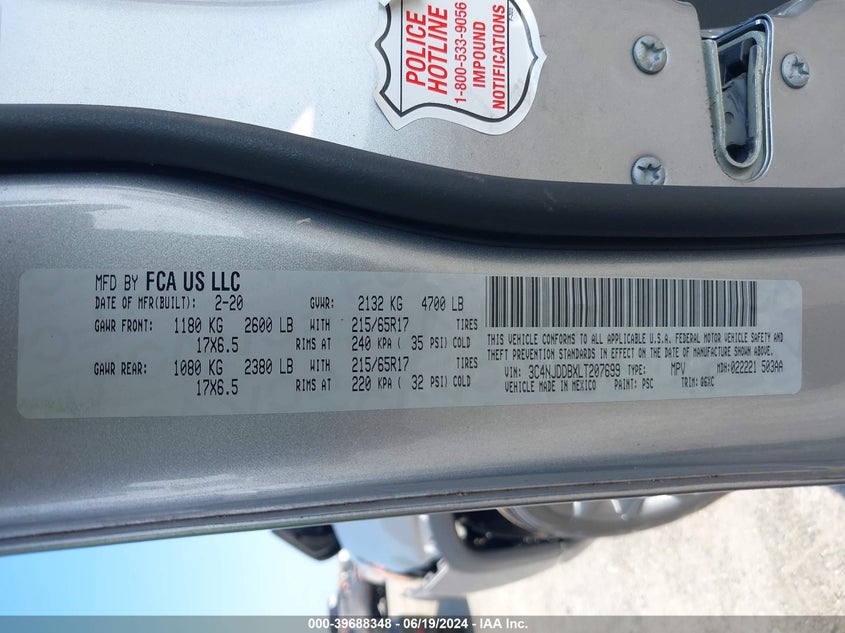 POLICE
HOTLINE
1-800-533-9056
IMPOUND
NOTIFICATIONS
MFD BY FCA US LLC
DATE OF MFR(BUILT): 2-20 GVWR: 2132 KG 4700 LB
GAWR FRONT: 1180 KG 2600 LB WITH 215/65R17 TIRES
17X6.5 RIMS AT 240 KPA ( 35 PSI) COLD
GAWR REAR: 1080 KG 2380 LB WITH 215/65R17 TIRES
17X6.5 RIMS AT 220 KPA ( 32 PSI) COLD
THIS VEHICLE CONFORMS TO ALL APPLICABLE U.S.A. FEDERAL MOTOR VEHICLE SAFETY AND
THEFT PREVENTION STANDARDS IN EFFECT ON THE DATE OF MANUFACTURE SHOWN ABOVE.
VIN: 3C4NJDDBXLT207699 TYPE: MPV MDH: 022221 503AA
VEHICLE MADE IN MEXICO PAINT: PSC TRIM: Q6XC
000-39688348 - 06/19/2024 - IAA Inc.